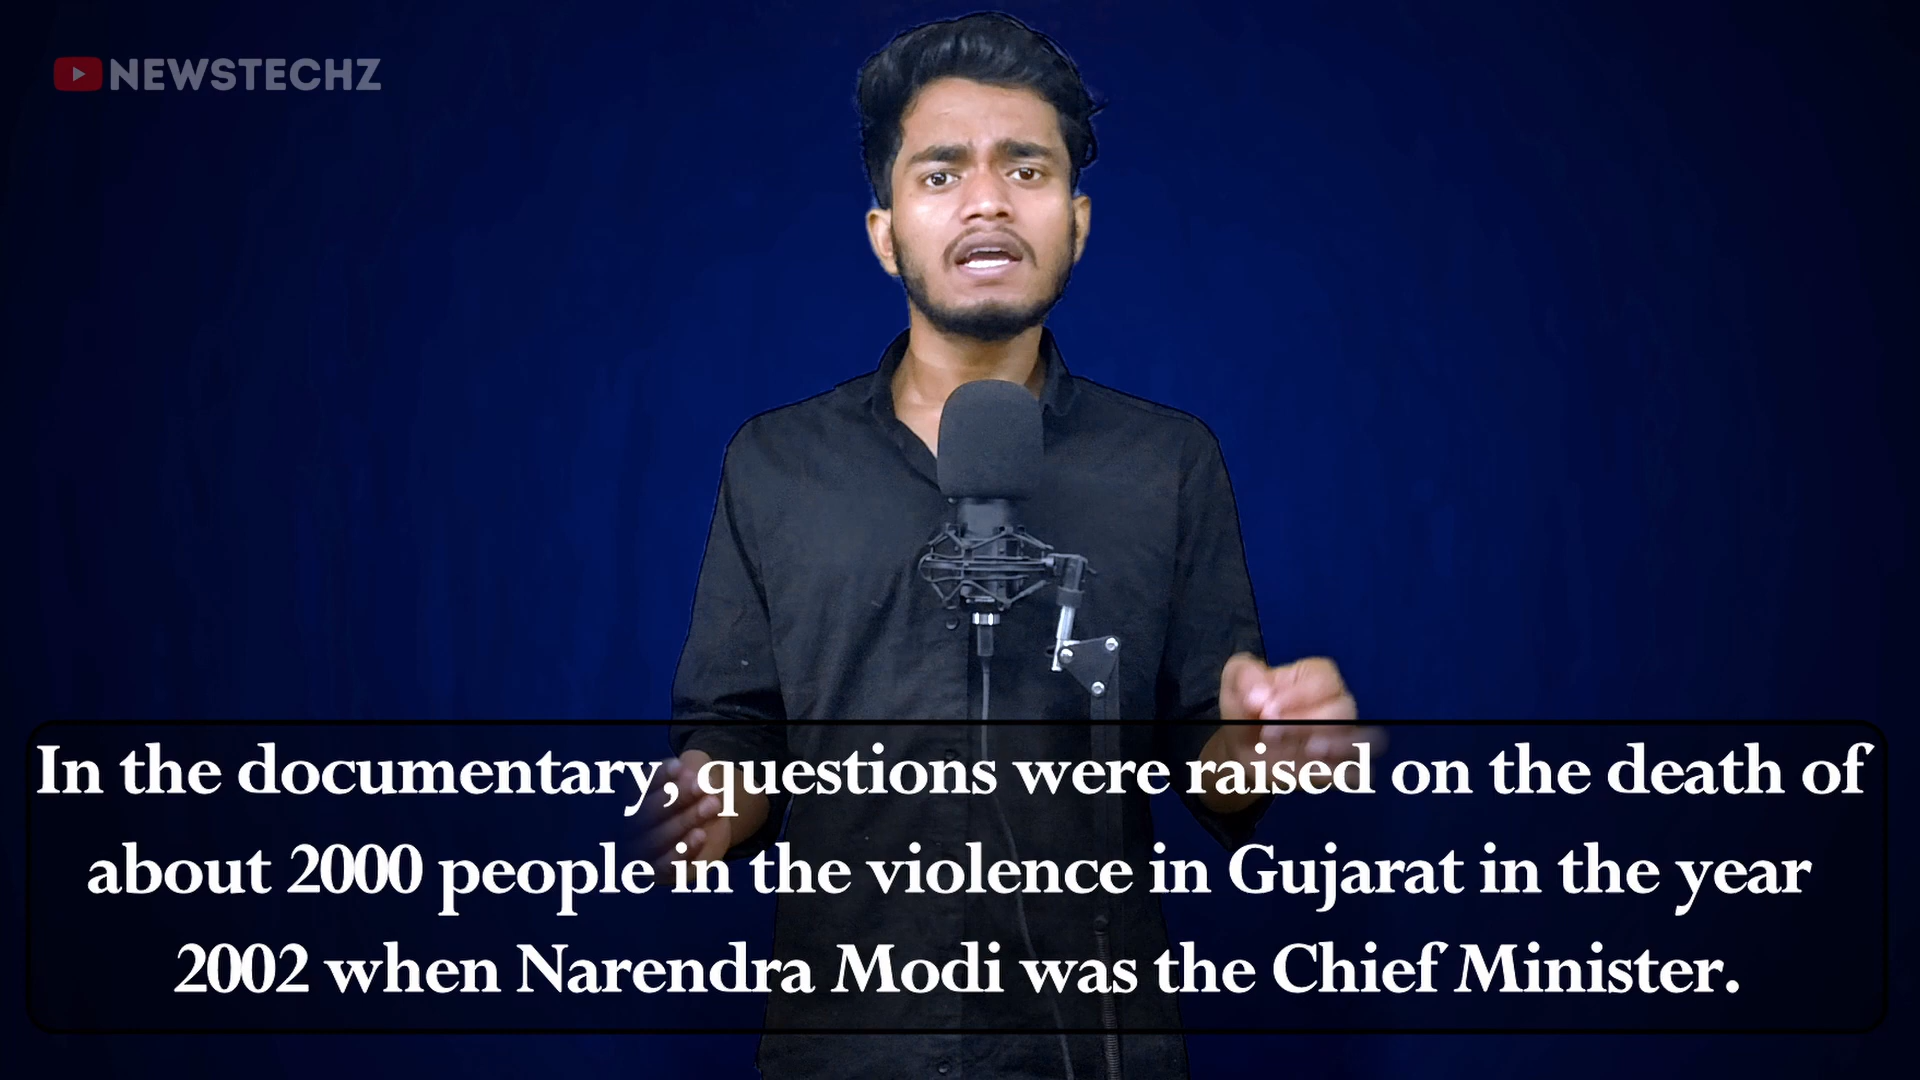 NEWSTECHZ
In the documentary, questions were raised on the death of
about 2000 people in the violence in Gujarat in the year
2002 when Narendra Modi was the Chief Minister.